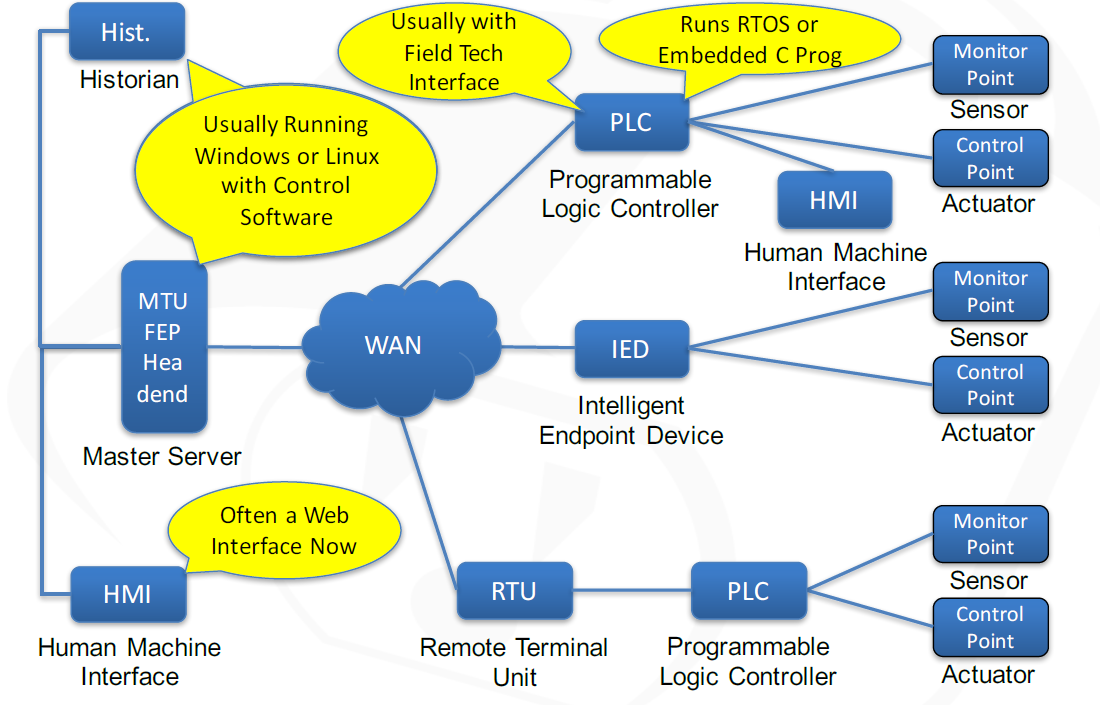 Hist.
Historian
Usually Running
Windows or Linux
with Control
Software
MTU
FEP
Hea
dend
Master Server
Often a Web
Interface Now
HMI
Human Machine
Interface
WAN
Usually with
Field Tech
Interface
Runs RTOS or
Embedded C Prog
PLC
Programmable
Logic Controller
HMI
Human Machine
Interface
Monitor
Point
Sensor
Control
Point
Actuator
IED
Intelligent
Endpoint Device
Monitor
Point
Sensor
Control
Point
Actuator
RTU
Remote Terminal
Unit
PLC
Programmable
Logic Controller
Monitor
Point
Sensor
Control
Point
Actuator